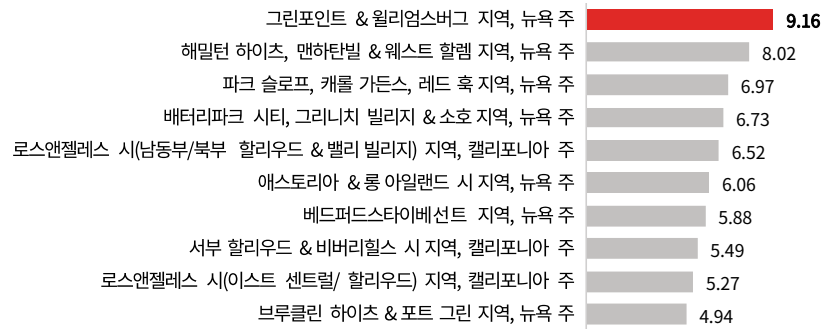 그린포인트 & 윌리엄스버그 지역, 뉴욕 주 9.16
해밀턴 하이츠, 맨하탄빌 & 웨스트 할렘 지역, 뉴욕 주 8.02
파크 슬로프, 캐롤 가든스, 레드 훅 지역, 뉴욕 주 6.97
배터리파크 시티, 그리니치 빌리지 & 소호 지역, 뉴욕 주 6.73
로스앤젤레스 시(남동부/북부 할리우드 & 밸리 빌리지) 지역, 캘리포니아 주 6.52
애스토리아 & 롱 아일랜드 시 지역, 뉴욕 주 6.06
베드퍼드스타이베선트 지역, 뉴욕 주 5.88
서부 할리우드 & 비버리힐스 시 지역, 캘리포니아 주 5.49
로스앤젤레스 시(이스트 센트럴/ 할리우드) 지역, 캘리포니아 주 5.27
브루클린 하이츠 & 포트 그린 지역, 뉴욕 주 4.94